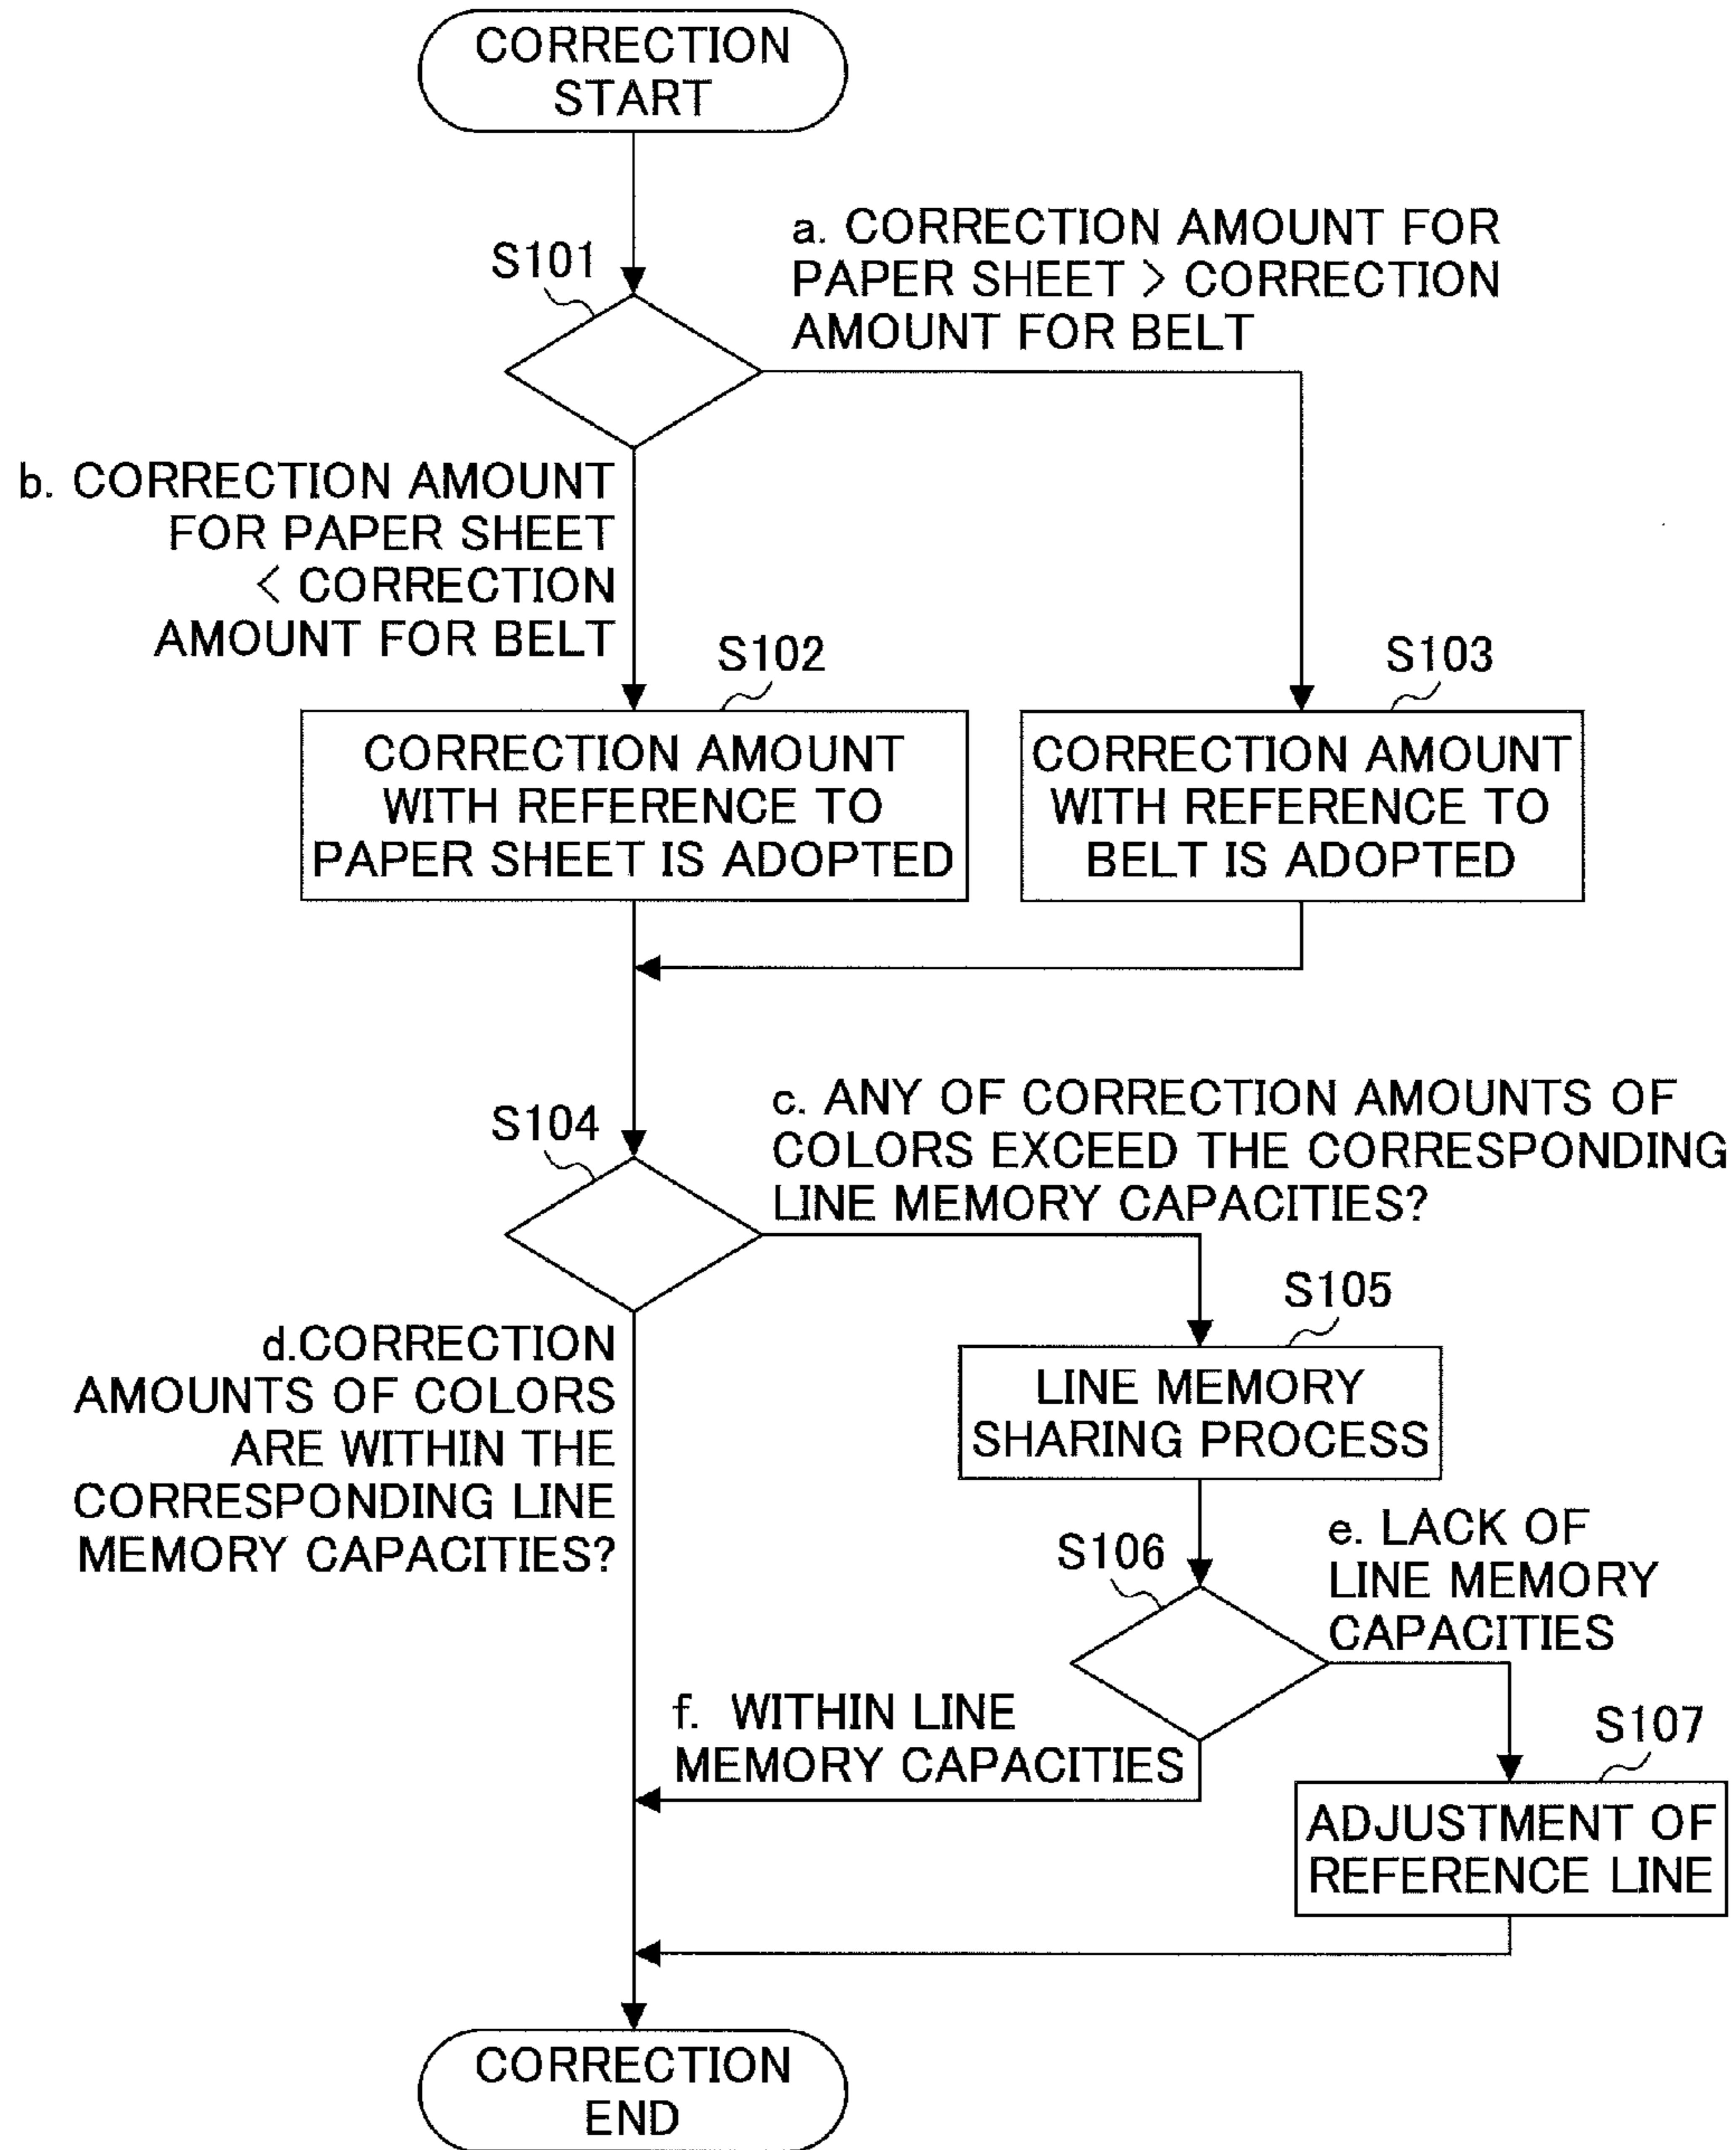 CORRECTION
START
S101
a. CORRECTION AMOUNT FOR
PAPER SHEET > CORRECTION
AMOUNT FOR BELT
b. CORRECTION AMOUNT
FOR PAPER SHEET
< CORRECTION
AMOUNT FOR BELT
S102
CORRECTION AMOUNT
WITH REFERENCE TO
PAPER SHEET IS ADOPTED
S103
CORRECTION AMOUNT
WITH REFERENCE TO
BELT IS ADOPTED
S104
c. ANY OF CORRECTION AMOUNTS OF
COLORS EXCEED THE CORRESPONDING
LINE MEMORY CAPACITIES?
d.CORRECTION
AMOUNTS OF COLORS
ARE WITHIN THE
CORRESPONDING LINE
MEMORY CAPACITIES?
S105
LINE MEMORY
SHARING PROCESS
S106
e. LACK OF
LINE MEMORY
CAPACITIES
f. WITHIN LINE
MEMORY CAPACITIES
S107
ADJUSTMENT OF
REFERENCE LINE
CORRECTION
END